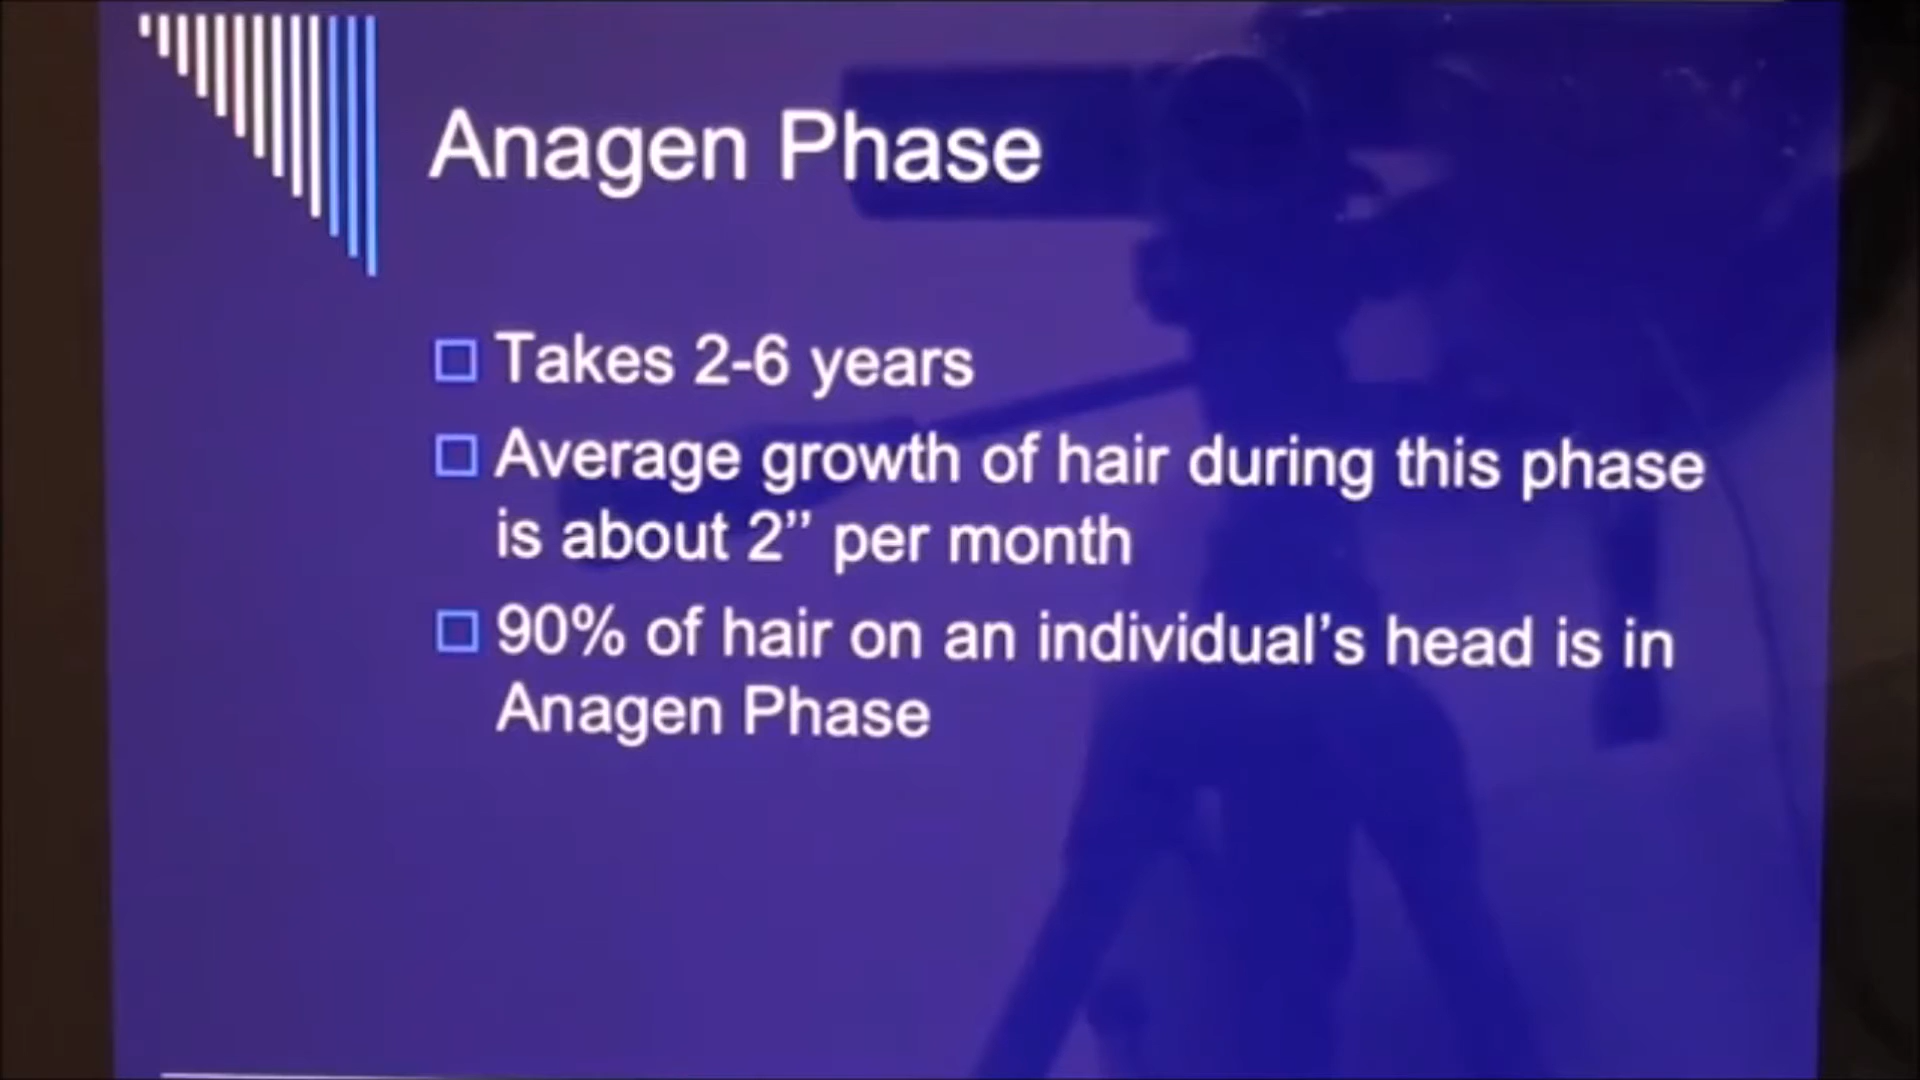 Anagen Phase
Takes 2-6 years
Average growth of hair during this phase
is about 2” per month
90% of hair on an individual’s head is in
Anagen Phase